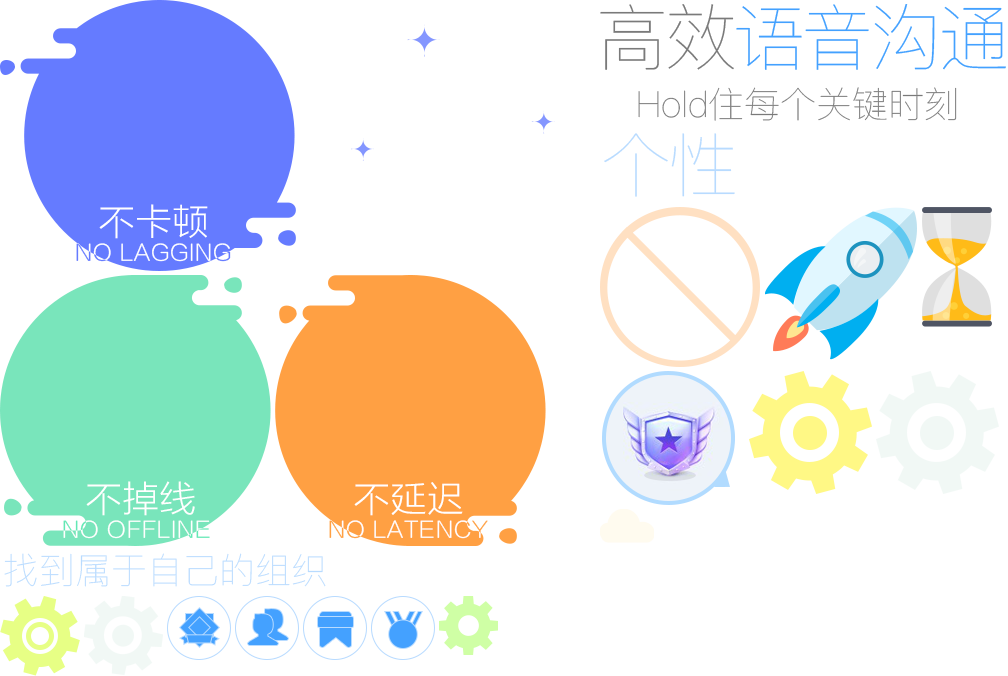 高效语音沟通
Hold住每个关键时刻
个性
不卡顿
NO LAGGING
不掉线
NO OFFLINE
不延迟
NO LATENCY
找到属于自己的组织